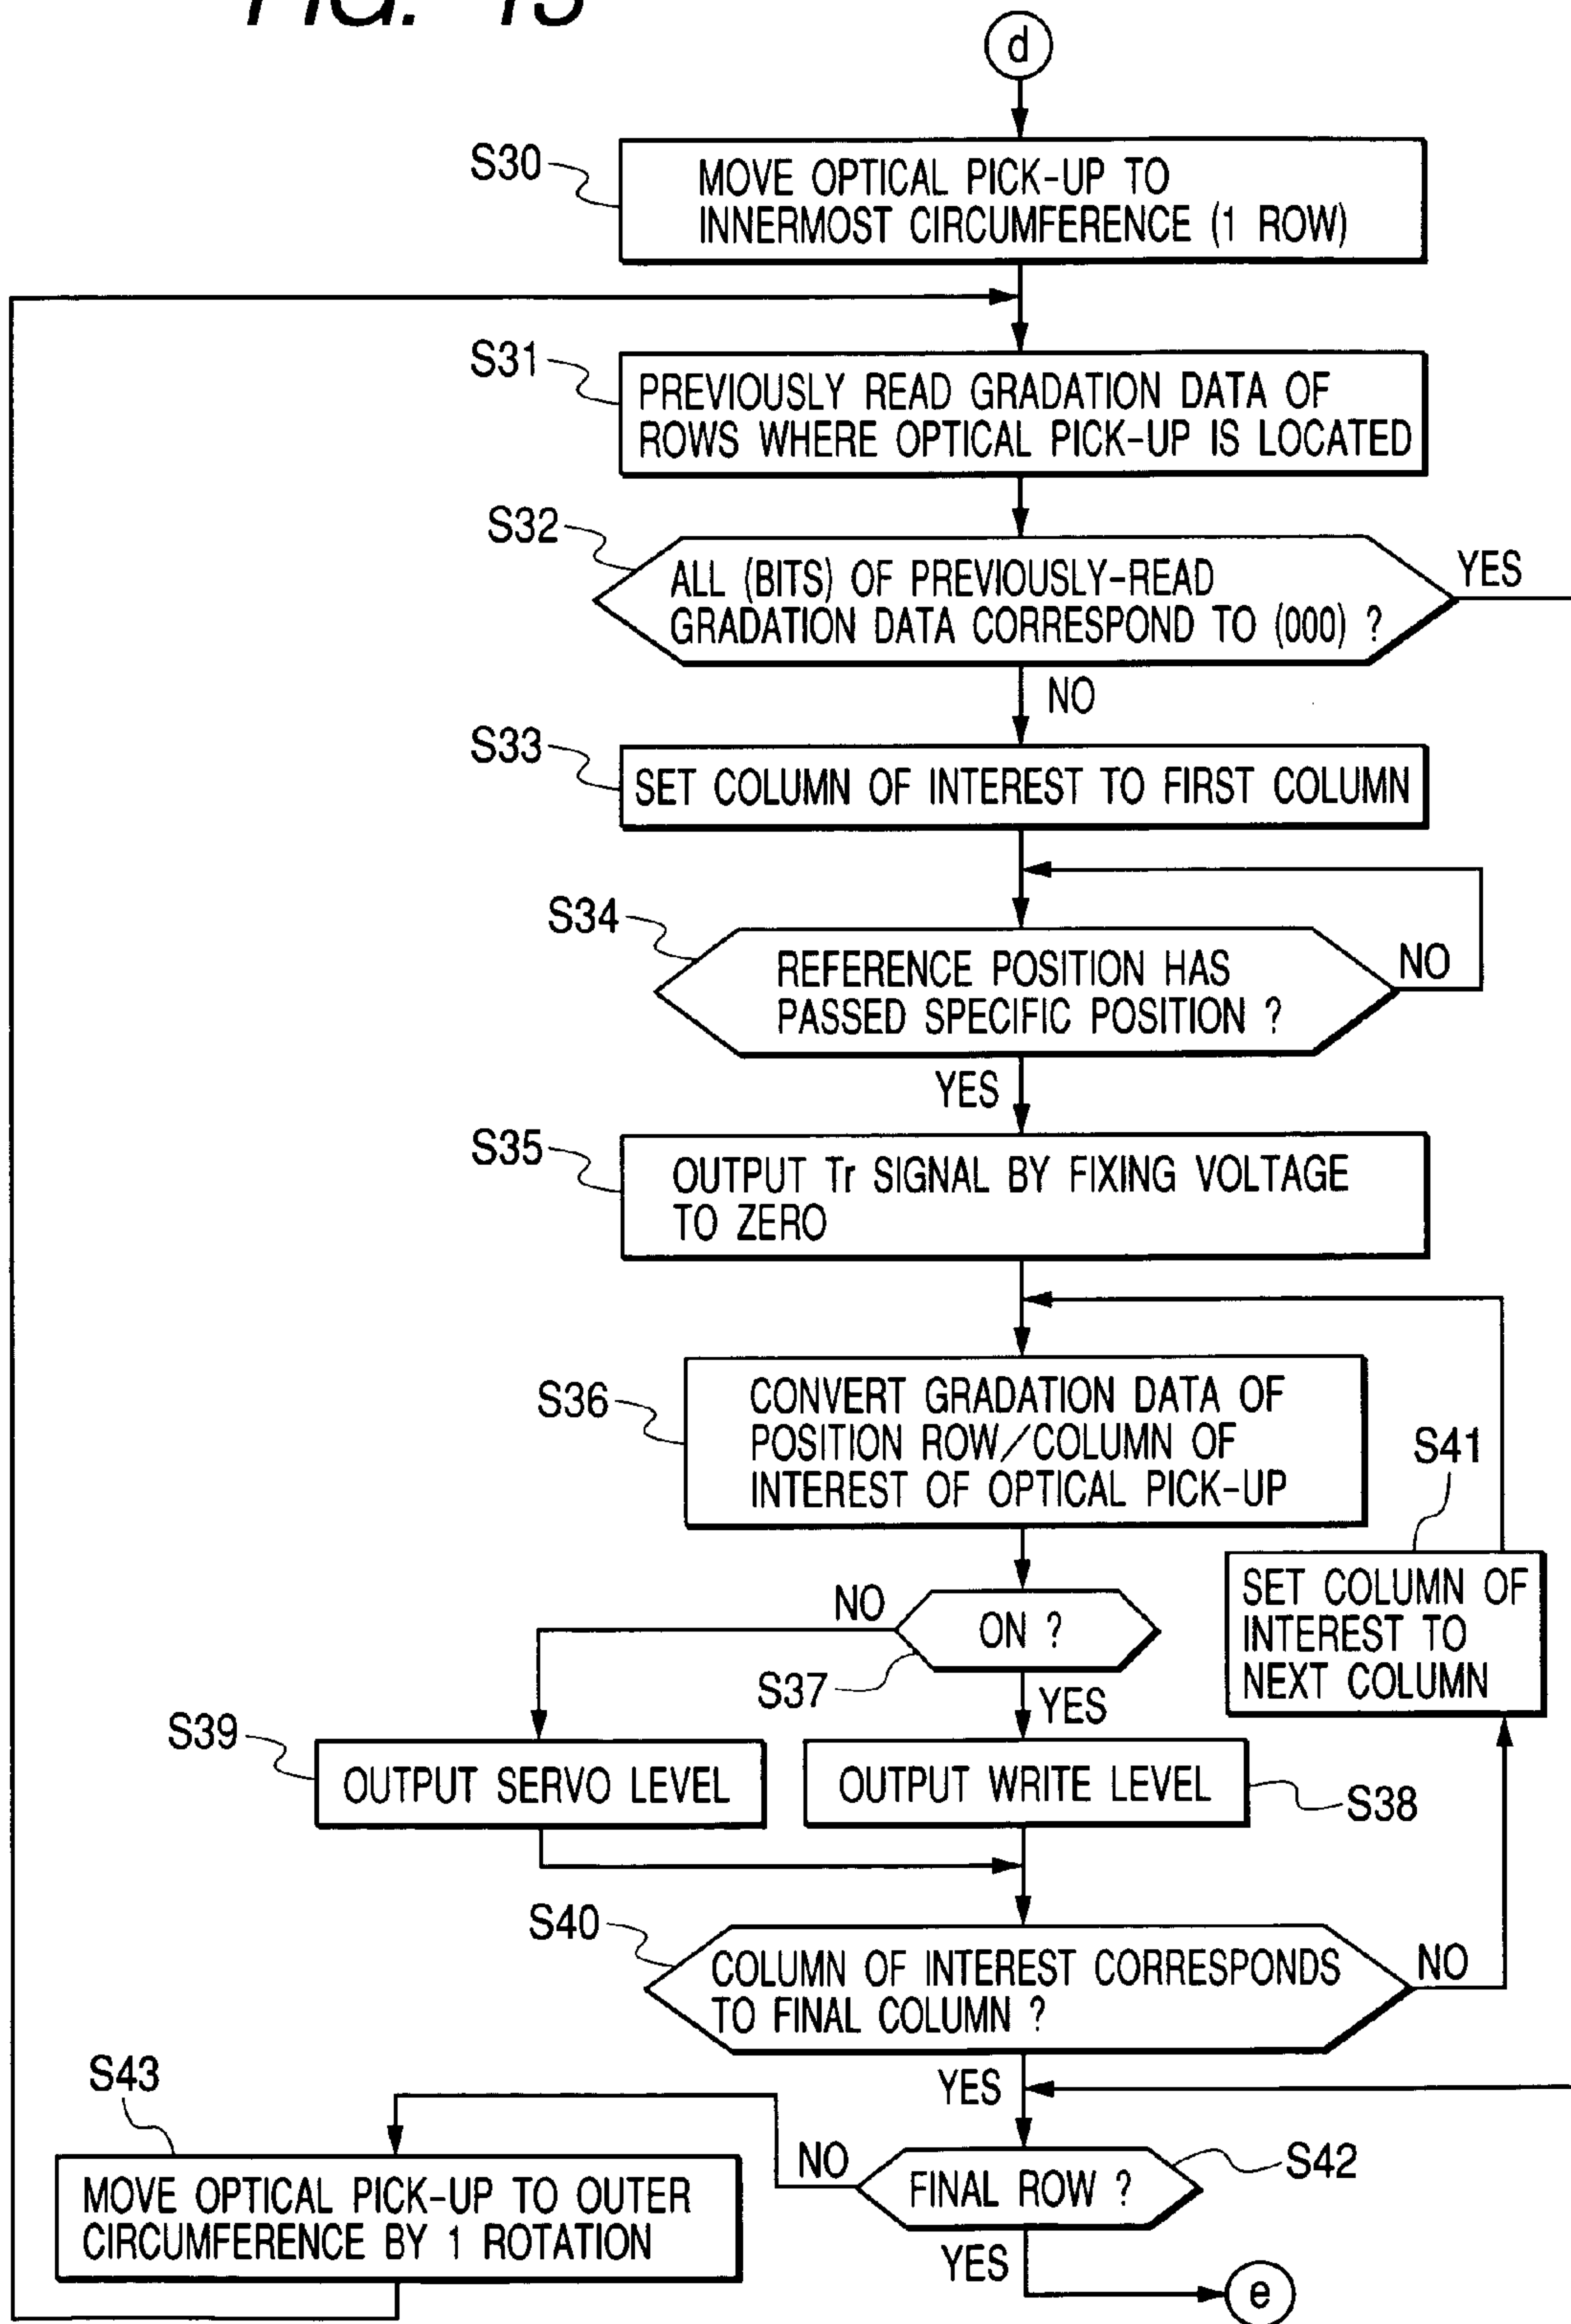 d
S30
MOVE OPTICAL PICK-UP TO
INNERMOST CIRCUMFERENCE (1 ROW)
S31
PREVIOUSLY READ GRADATION DATA OF
ROWS WHERE OPTICAL PICK-UP IS LOCATED
S32
ALL (BITS) OF PREVIOUSLY-READ
GRADATION DATA CORRESPOND TO (000) ?
YES
NO
S33
SET COLUMN OF INTEREST TO FIRST COLUMN
S34
REFERENCE POSITION HAS
PASSED SPECIFIC POSITION ?
NO
YES
S35
OUTPUT Tr SIGNAL BY FIXING VOLTAGE
TO ZERO
S36
CONVERT GRADATION DATA OF
POSITION ROW/COLUMN OF
INTEREST OF OPTICAL PICK-UP
S41
SET COLUMN OF
INTEREST TO
NEXT COLUMN
NO
ON ?
S37
YES
S39
OUTPUT SERVO LEVEL
OUTPUT WRITE LEVEL
S38
S40
COLUMN OF INTEREST CORRESPONDS
TO FINAL COLUMN ?
NO
YES
S43
MOVE OPTICAL PICK-UP TO OUTER
CIRCUMFERENCE BY 1 ROTATION
NO
FINAL ROW ?
S42
YES
e